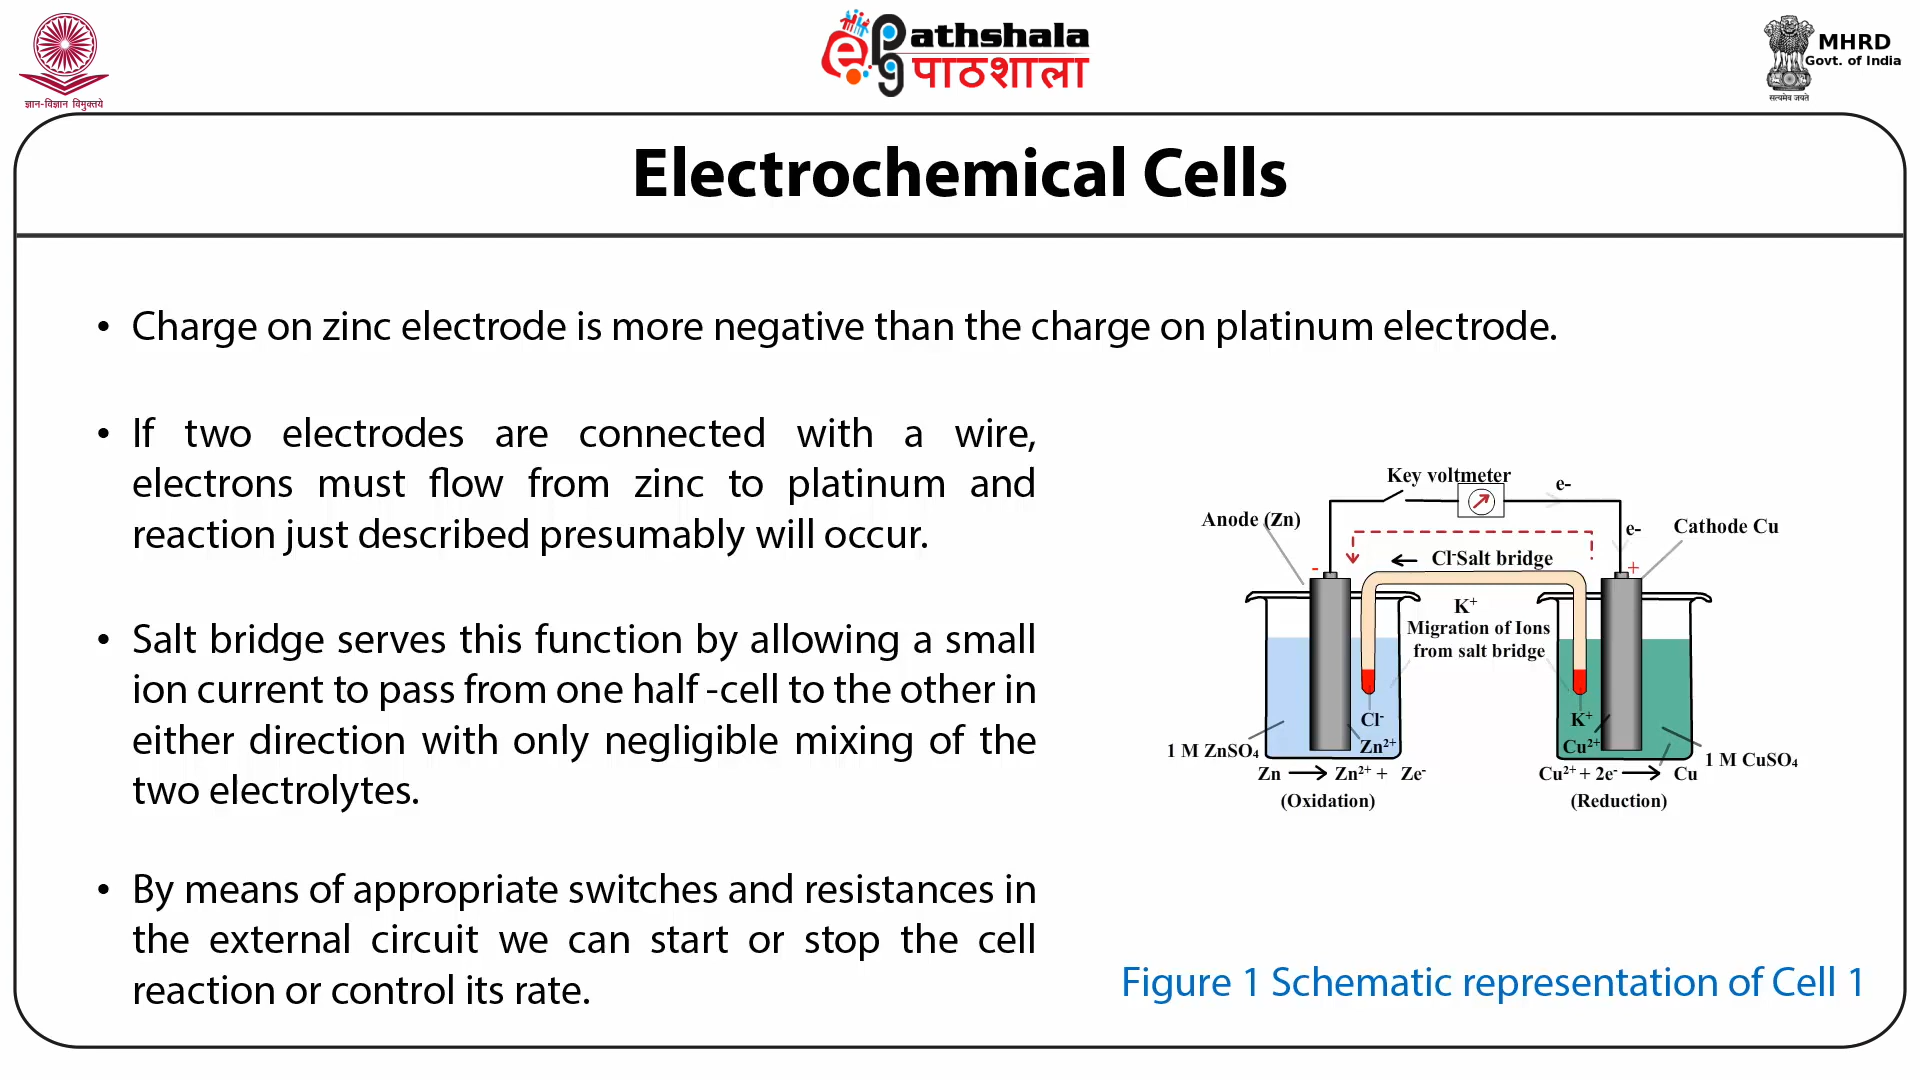 ज्ञान-विज्ञान विमुक्तये
e
Pathshala
पाठशाला
MHRD
Govt. of India
सत्यमेव जयते
Electrochemical Cells
• Charge on zinc electrode is more negative than the charge on platinum electrode.
• If two electrodes are connected with a wire,
electrons must flow from zinc to platinum and
reaction just described presumably will occur.
• Salt bridge serves this function by allowing a small
ion current to pass from one half -cell to the other in
either direction with only negligible mixing of the
two electrolytes.
• By means of appropriate switches and resistances in
the external circuit we can start or stop the cell
reaction or control its rate.
Key voltmeter
e-
Anode (Zn)
e-
Cathode Cu
Cl⁻Salt bridge
-
+
K⁺
Migration of Ions
from salt bridge
Cl⁻
K⁺
Zn²⁺
Cu²⁺
1 M ZnSO₄
1 M CuSO₄
Zn → Zn²⁺ + Ze⁻
Cu²⁺ + 2e⁻ → Cu
(Oxidation)
(Reduction)
Figure 1 Schematic representation of Cell 1